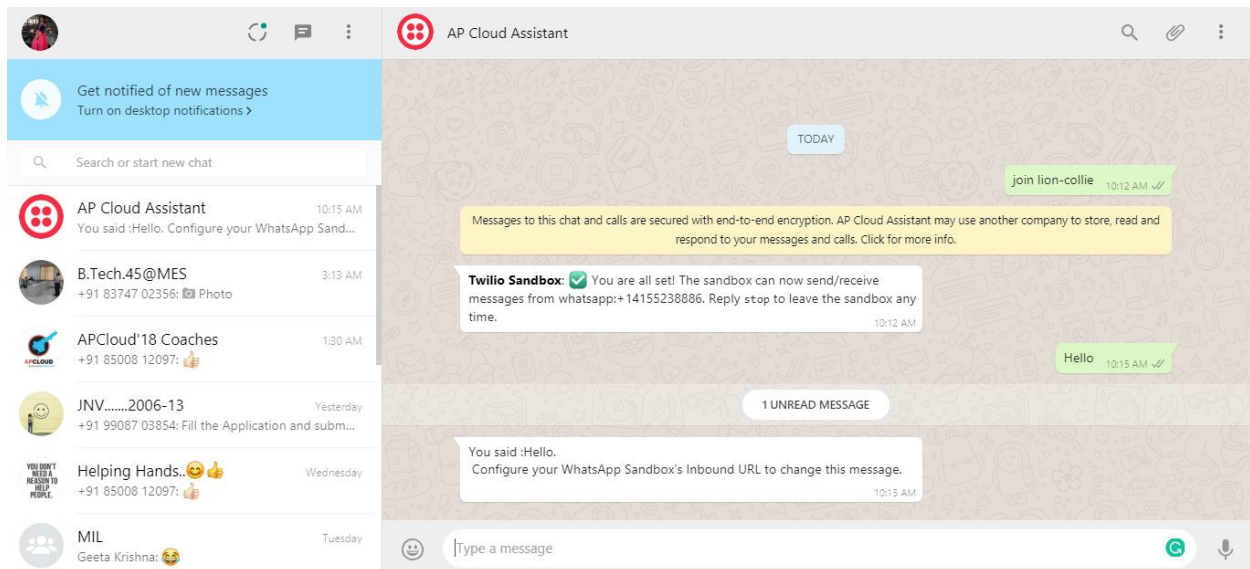 AP Cloud Assistant
Get notified of new messages
Turn on desktop notifications >
Search or start new chat
AP Cloud Assistant 10:15 AM
You said :Hello. Configure your WhatsApp Sand...
B.Tech.45@MES 3:13 AM
+91 83747 02356: 📷 Photo
APCloud'18 Coaches 1:30 AM
+91 85008 12097: 👍
APCLOUD
JNV.......2006-13 Yesterday
+91 99087 03854: Fill the Application and subm...
Helping Hands..😊👍 Wednesday
+91 85008 12097: 👍
YOU DON'T
NEED A
REASON TO
HELP
PEOPLE.
MIL Tuesday
Geeta Krishna: 😂
TODAY
join lion-collie 10:12 AM
Messages to this chat and calls are secured with end-to-end encryption. AP Cloud Assistant may use another company to store, read and
respond to your messages and calls. Click for more info.
Twilio Sandbox: ✅ You are all set! The sandbox can now send/receive
messages from whatsapp:+14155238886. Reply stop to leave the sandbox any
time.
10:12 AM
Hello 10:15 AM
1 UNREAD MESSAGE
You said :Hello.
Configure your WhatsApp Sandbox's Inbound URL to change this message.
10:15 AM
Type a message